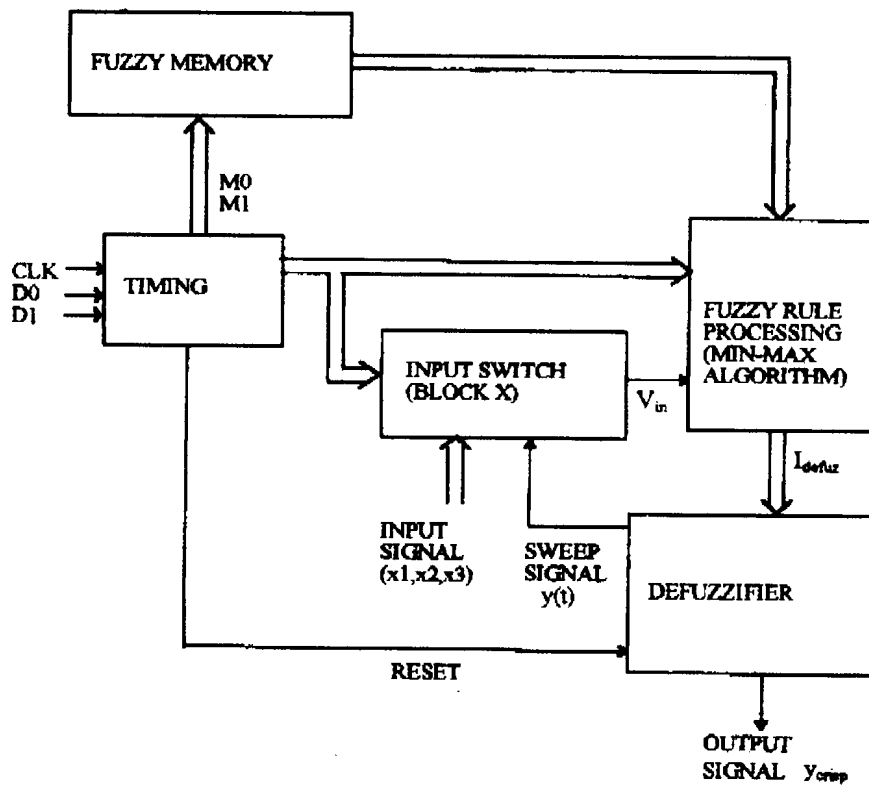 FUZZY MEMORY
M0
M1
CLK
D0
D1
TIMING
FUZZY RULE
PROCESSING
(MIN-MAX
ALGORITHM)
INPUT SWITCH
(BLOCK X)
Vin
Idefuz
INPUT
SIGNAL
(x1,x2,x3)
SWEEP
SIGNAL
y(t)
DEFUZZIFIER
RESET
OUTPUT
SIGNAL ycrisp